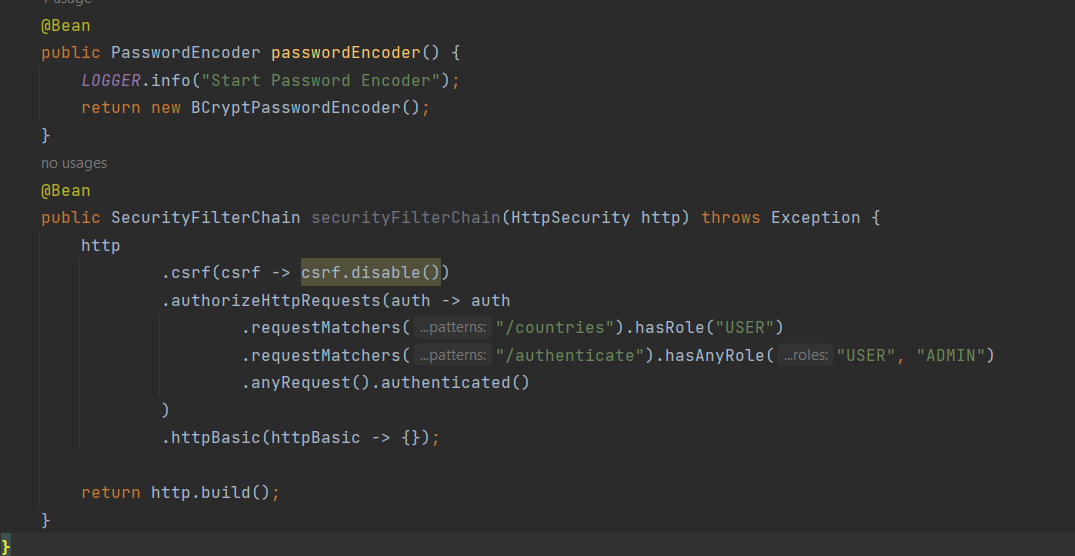 1 usage
@Bean
public PasswordEncoder passwordEncoder() {
    LOGGER.info("Start Password Encoder");
    return new BCryptPasswordEncoder();
}
no usages
@Bean
public SecurityFilterChain securityFilterChain(HttpSecurity http) throws Exception {
    http
            .csrf(csrf -> csrf.disable())
            .authorizeHttpRequests(auth -> auth
                    .requestMatchers( ...patterns: "/countries").hasRole("USER")
                    .requestMatchers( ...patterns: "/authenticate").hasAnyRole( ...roles: "USER", "ADMIN")
                    .anyRequest().authenticated()
            )
            .httpBasic(httpBasic -> {});
    return http.build();
}
}